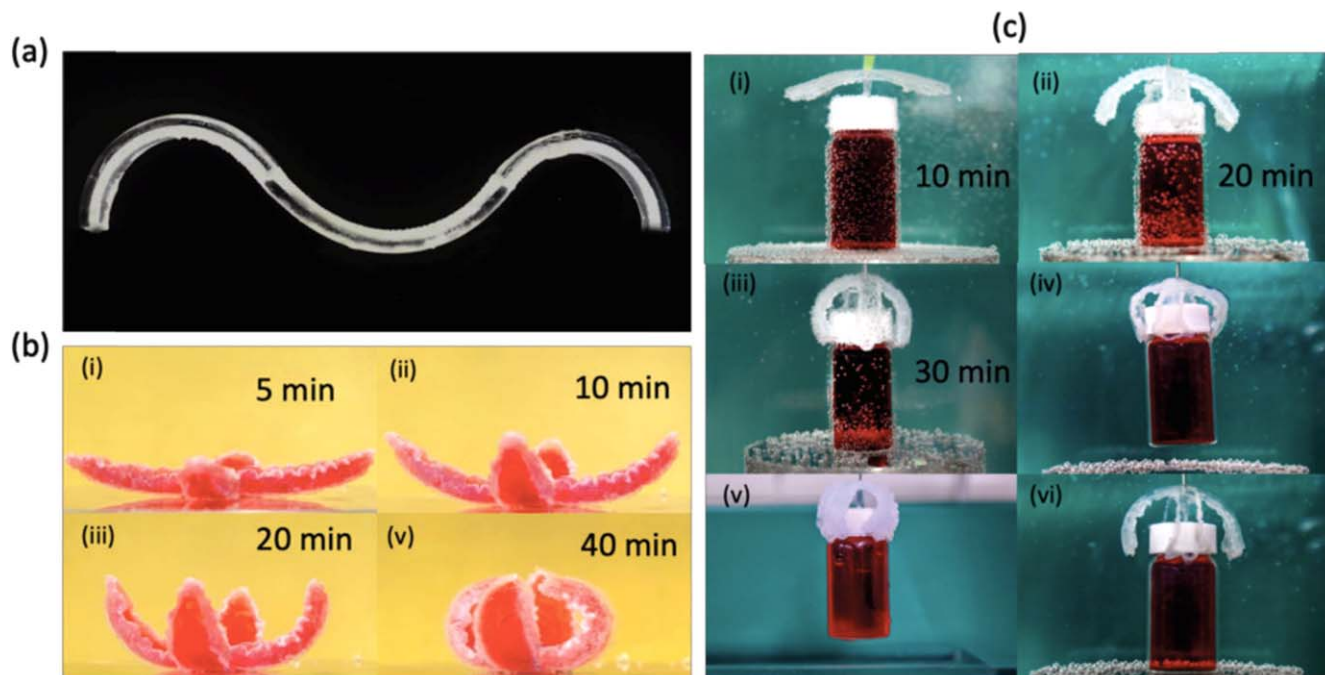 (a)
(b)
(i)
5 min
(ii)
10 min
(iii)
20 min
(v)
40 min
(c)
(i)
10 min
(ii)
20 min
(iii)
30 min
(iv)
(v)
(vi)